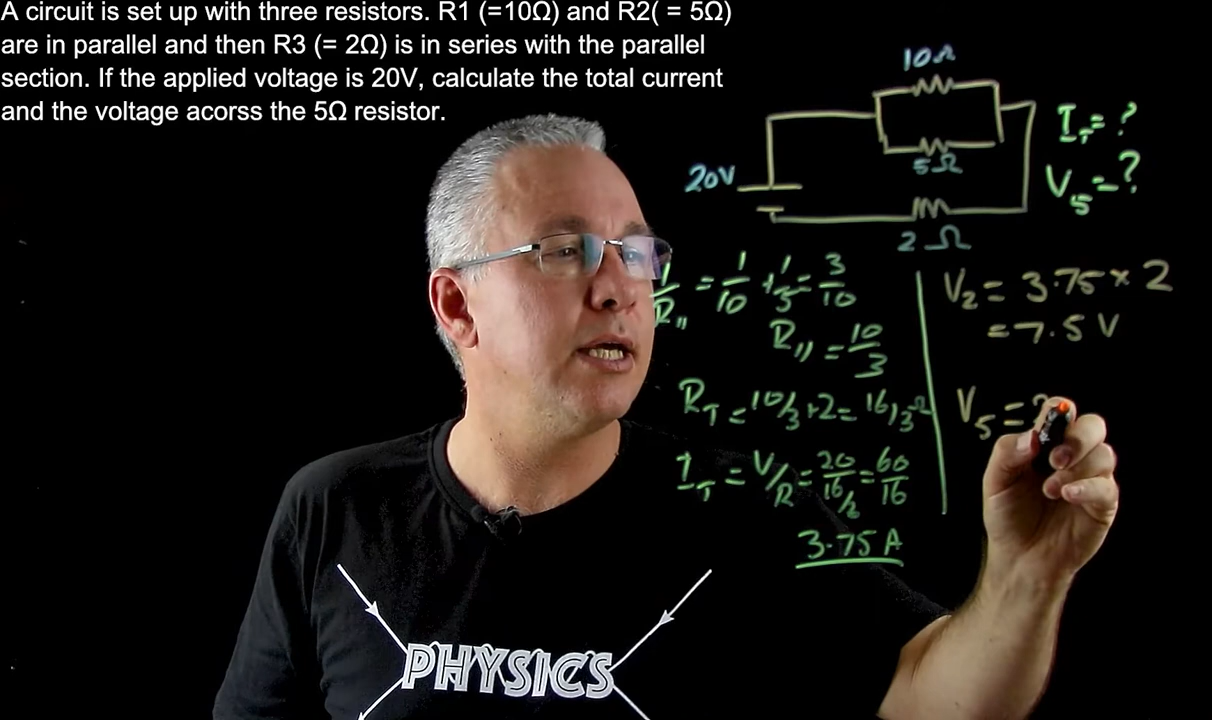 A circuit is set up with three resistors. R1 (=10Ω) and R2( = 5Ω)
are in parallel and then R3 (= 2Ω) is in series with the parallel
section. If the applied voltage is 20V, calculate the total current
and the voltage acorss the 5Ω resistor.
10Ω
5Ω
20V
2Ω
I_T = ?
V_5 = ?
1/R_// = 1/10 + 1/5 = 3/10
R_// = 10/3
R_T = 10/3 + 2 = 16/3 Ω
I_T = V/R = 20/16/3 = 60/16
3.75 A
V_2 = 3.75 × 2
= 7.5 V
V_5 =
PHYSICS